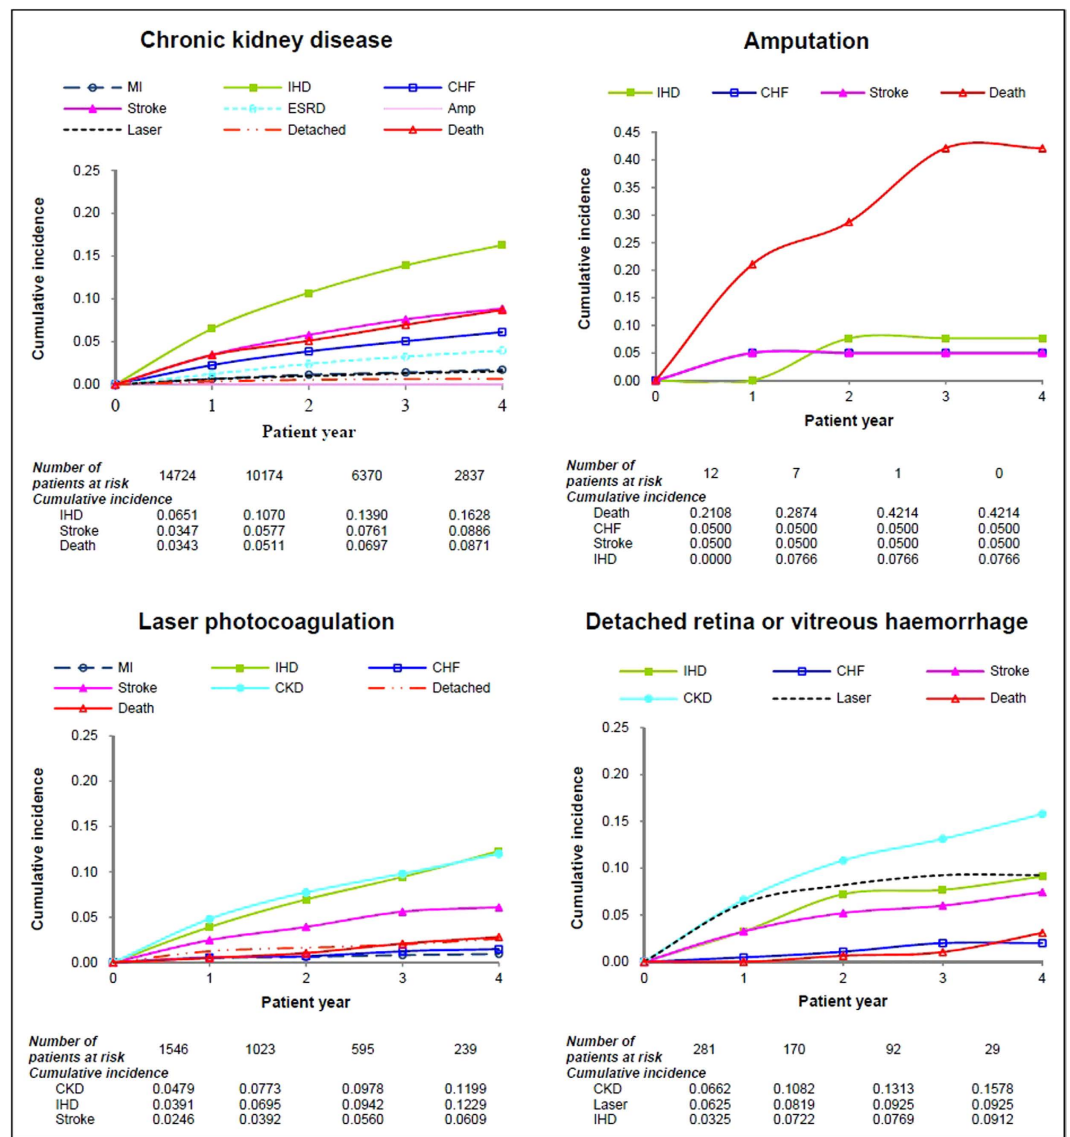 Chronic kidney disease
MI IHD CHF
Stroke ESRD Amp
Laser Detached Death
0.25
0.20
0.15
0.10
0.05
0.00
Cumulative incidence
0 1 2 3 4
Patient year
Number of
patients at risk 14724 10174 6370 2837
Cumulative incidence
IHD 0.0651 0.1070 0.1390 0.1628
Stroke 0.0347 0.0577 0.0761 0.0886
Death 0.0343 0.0511 0.0697 0.0871
Amputation
IHD CHF Stroke Death
0.45
0.40
0.35
0.30
0.25
0.20
0.15
0.10
0.05
0.00
Cumulative incidence
0 1 2 3 4
Patient year
Number of
patients at risk 12 7 1 0
Cumulative incidence
Death 0.2108 0.2874 0.4214 0.4214
CHF 0.0500 0.0500 0.0500 0.0500
Stroke 0.0500 0.0500 0.0500 0.0500
IHD 0.0000 0.0766 0.0766 0.0766
Laser photocoagulation
MI IHD CHF
Stroke CKD Detached
Death
0.25
0.20
0.15
0.10
0.05
0.00
Cumulative incidence
0 1 2 3 4
Patient year
Number of
patients at risk 1546 1023 595 239
Cumulative incidence
CKD 0.0479 0.0773 0.0978 0.1199
IHD 0.0391 0.0695 0.0942 0.1229
Stroke 0.0246 0.0392 0.0560 0.0609
Detached retina or vitreous haemorrhage
IHD CHF Stroke
CKD Laser Death
0.25
0.20
0.15
0.10
0.05
0.00
Cumulative incidence
0 1 2 3 4
Patient year
Number of
patients at risk 281 170 92 29
Cumulative incidence
CKD 0.0662 0.1082 0.1313 0.1578
Laser 0.0625 0.0819 0.0925 0.0925
IHD 0.0325 0.0722 0.0769 0.0912